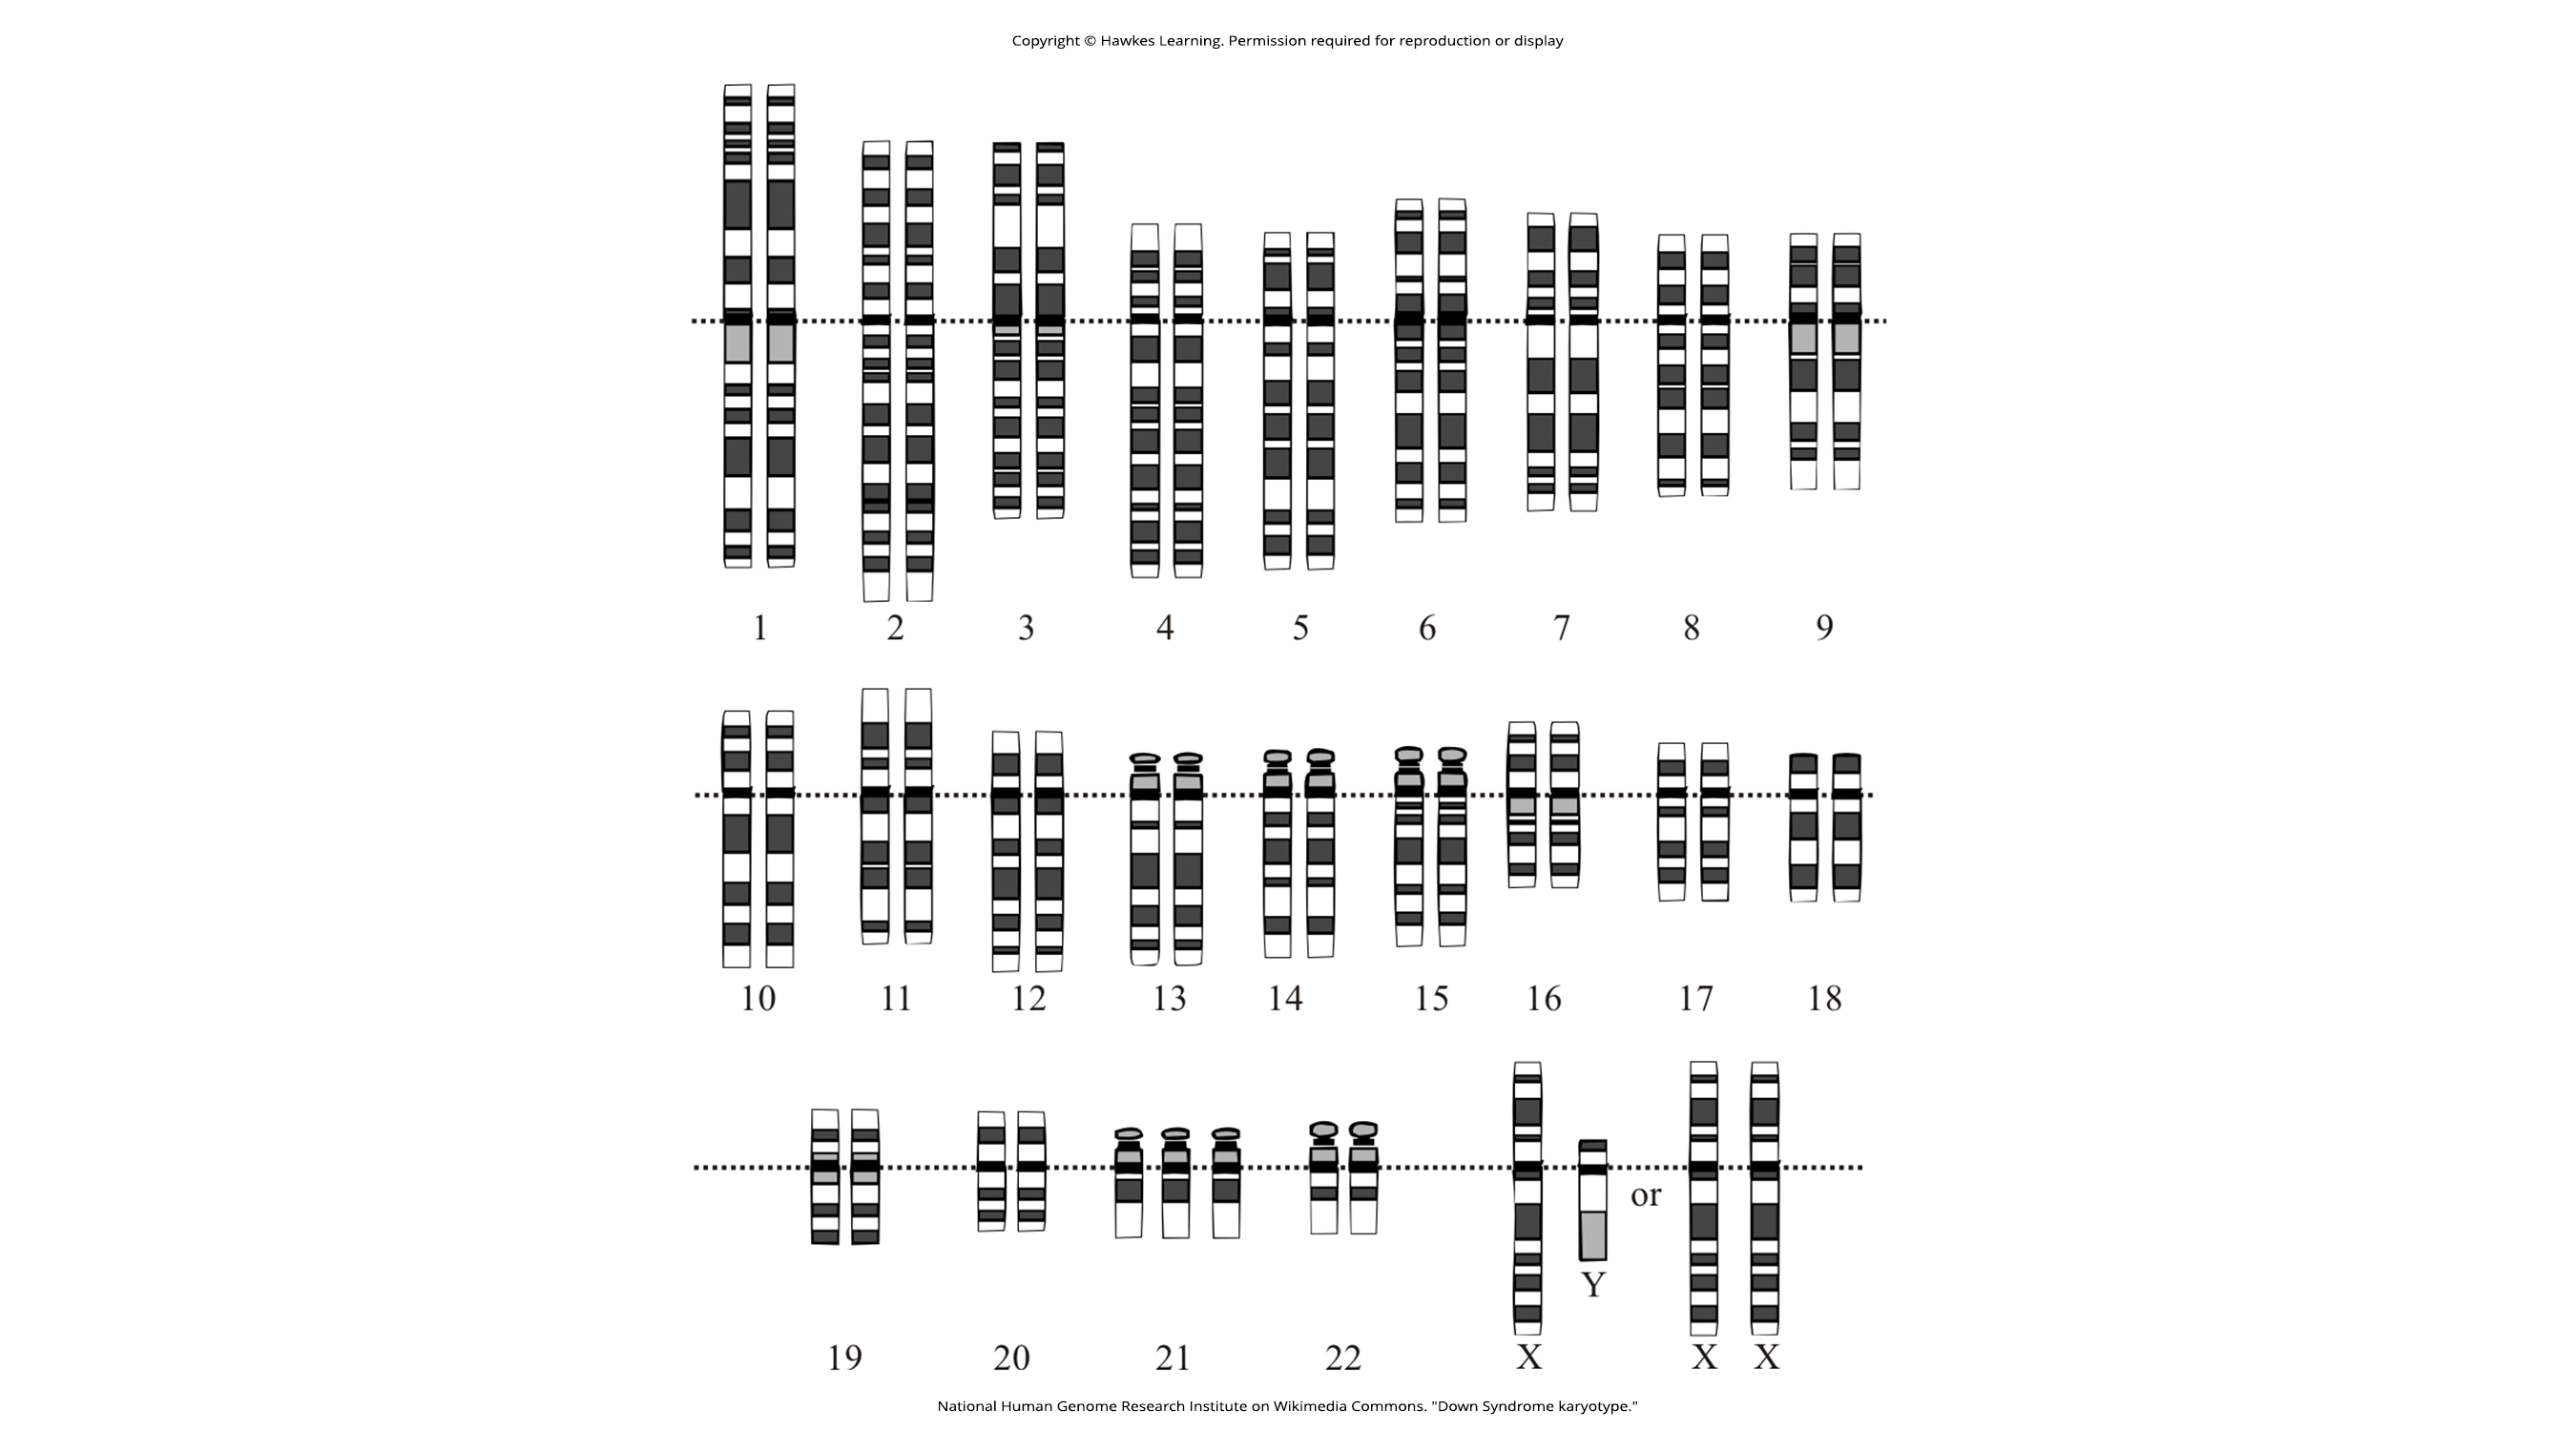 Copyright © Hawkes Learning. Permission required for reproduction or display
1 2 3 4 5 6 7 8 9
10 11 12 13 14 15 16 17 18
or
Y
19 20 21 22 X X X
National Human Genome Research Institute on Wikimedia Commons. "Down Syndrome karyotype."